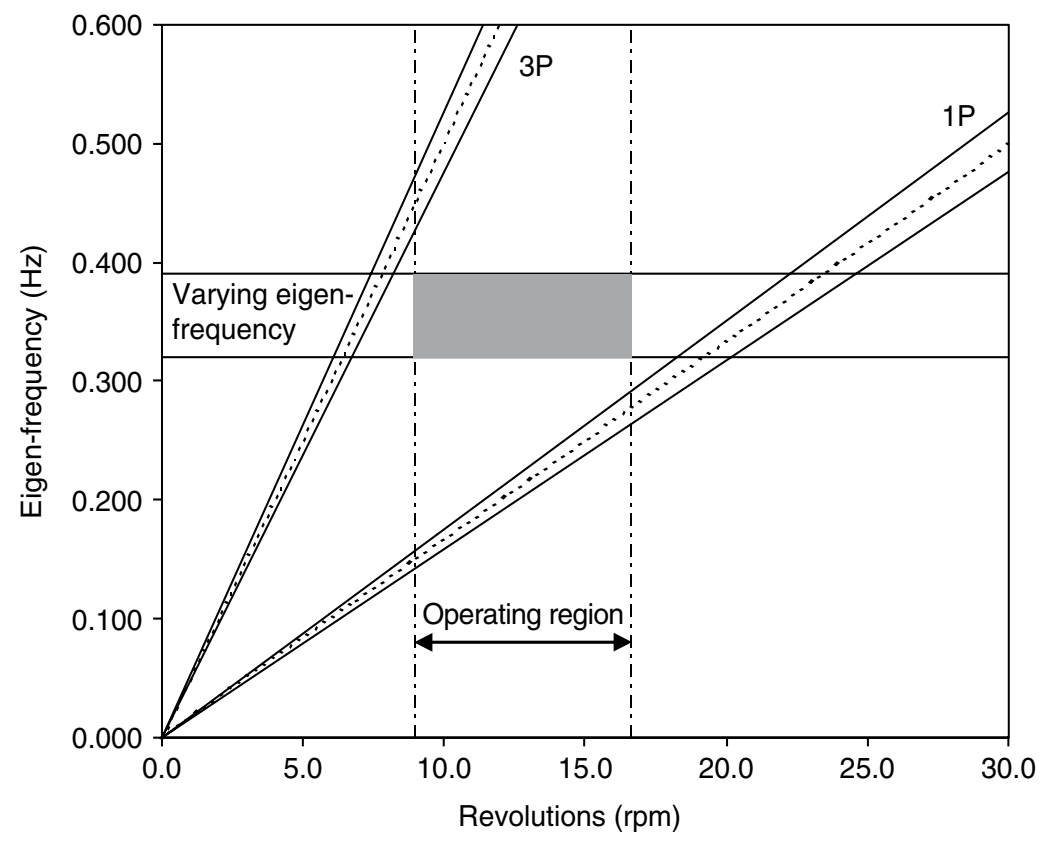 0.600
3P
1P
0.500
0.400
Varying eigen-
frequency
0.300
Eigen-frequency (Hz)
0.200
Operating region
0.100
0.000
0.0 5.0 10.0 15.0 20.0 25.0 30.0
Revolutions (rpm)